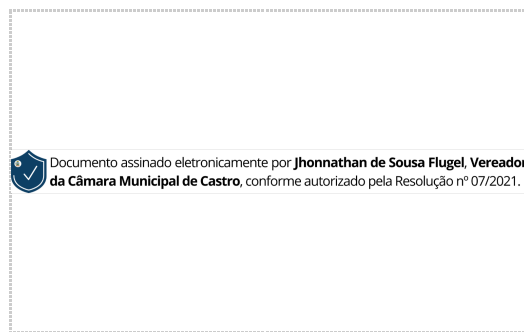 Documento assinado eletronicamente por Jhonnathan de Sousa Flugel, Vereador
da Câmara Municipal de Castro, conforme autorizado pela Resolução nº 07/2021.